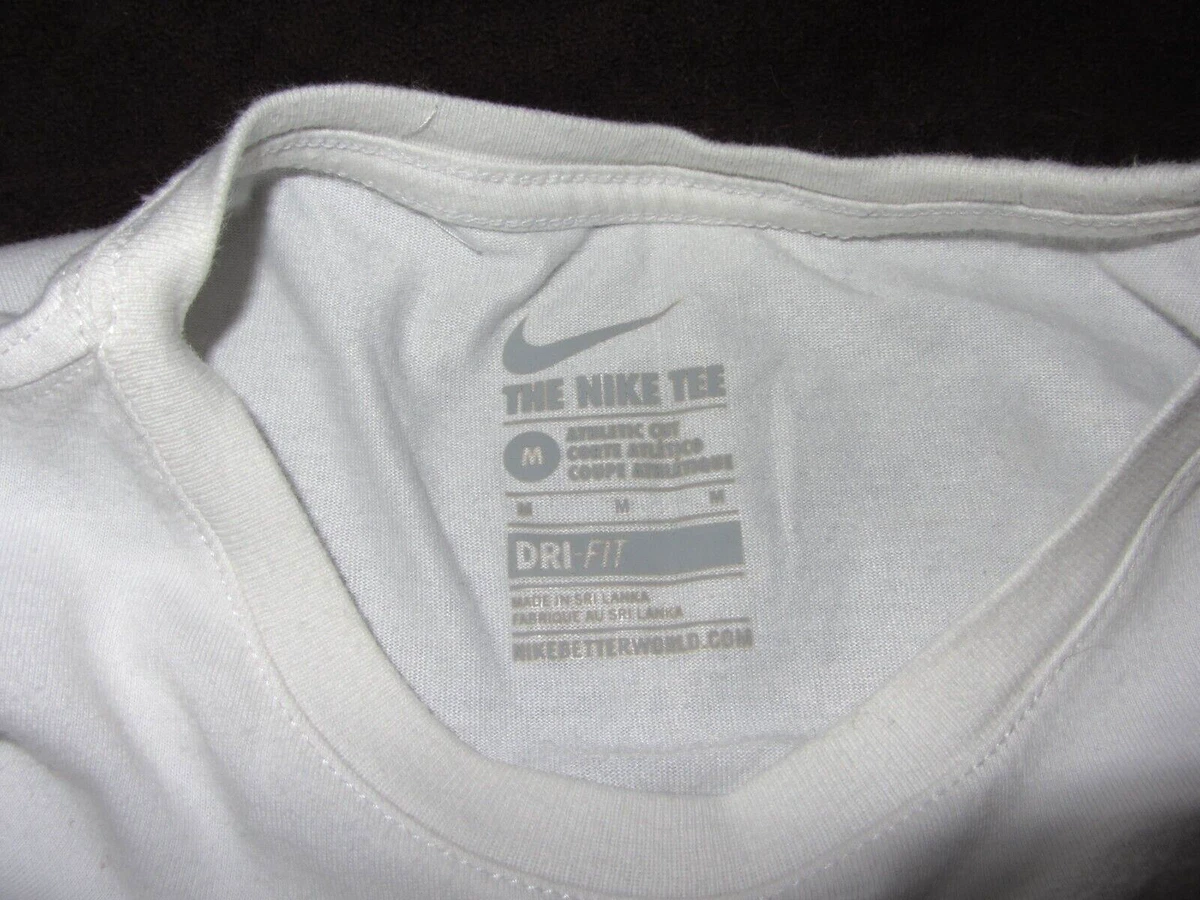 THE NIKE TEE
M
ATHLETIC CUT
CORTE ATLÉTICO
COUPE ATHLÉTIQUE
M M M
DRI-FIT
MADE IN SRI LANKA
FABRIQUÉ AU SRI LANKA
NIKEBETTERWORLD.COM